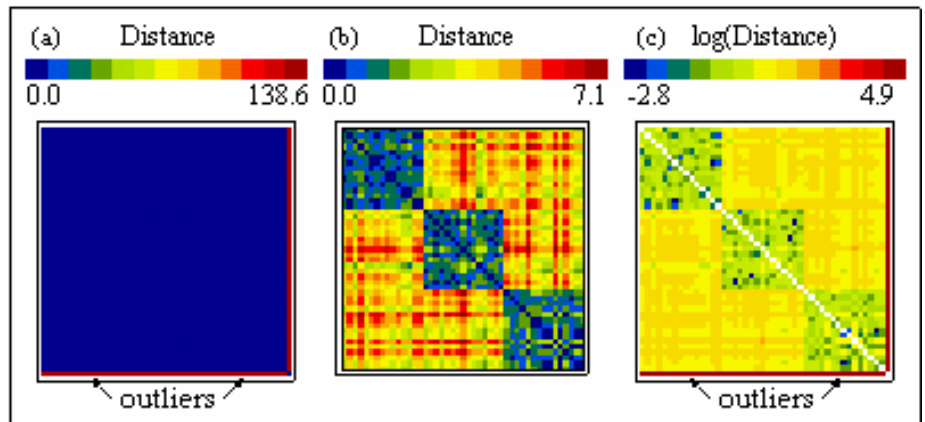 (a) Distance
0.0 138.6
outliers
(b) Distance
0.0 7.1
(c) log(Distance)
-2.8 4.9
outliers